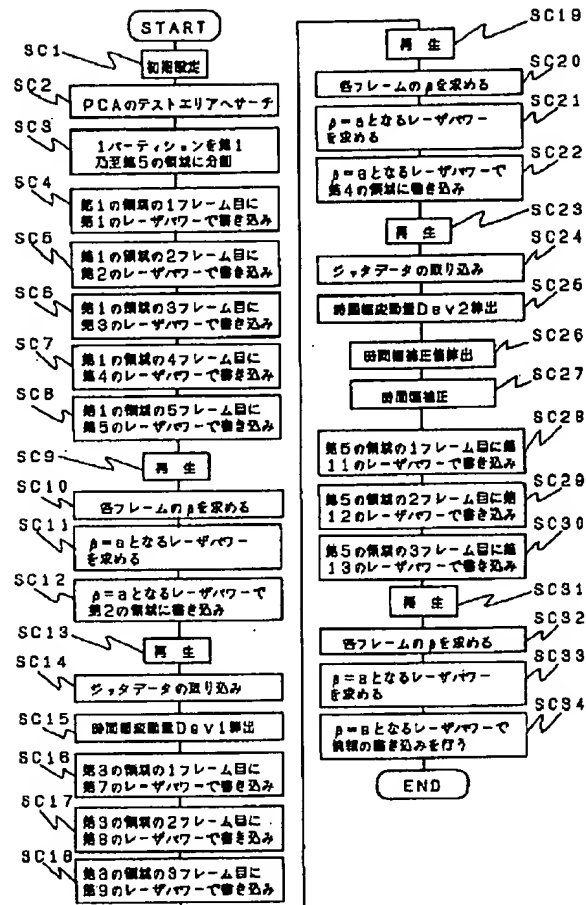 START
SC1
初期設定
SC2
PCAのテストエリアへサーチ
SC3
1パーティションを第1
乃至第5の領域に分割
SC4
第1の領域の1フレーム目に
第1のレーザパワーで書き込み
SC5
第1の領域の2フレーム目に
第2のレーザパワーで書き込み
SC6
第1の領域の3フレーム目に
第3のレーザパワーで書き込み
SC7
第1の領域の4フレーム目に
第4のレーザパワーで書き込み
SC8
第1の領域の5フレーム目に
第5のレーザパワーで書き込み
SC9
再生
SC10
各フレームのβを求める
SC11
β=aとなるレーザパワー
を求める
SC12
β=aとなるレーザパワーで
第2の領域に書き込み
SC13
再生
SC14
ジッタデータの取り込み
SC15
時間幅変動量Dev1算出
SC16
第3の領域の1フレーム目に
第7のレーザパワーで書き込み
SC17
第3の領域の2フレーム目に
第8のレーザパワーで書き込み
SC18
第3の領域の3フレーム目に
第9のレーザパワーで書き込み
SC19
再生
SC20
各フレームのβを求める
SC21
β=aとなるレーザパワー
を求める
SC22
β=aとなるレーザパワーで
第4の領域に書き込み
SC23
再生
SC24
ジッタデータの取り込み
SC25
時間幅変動量Dev2算出
SC26
時間幅補正値算出
SC27
時間幅補正
SC28
第5の領域の1フレーム目に第
11のレーザパワーで書き込み
SC29
第5の領域の2フレーム目に第
12のレーザパワーで書き込み
SC30
第5の領域の3フレーム目に第
13のレーザパワーで書き込み
SC31
再生
SC32
各フレームのβを求める
SC33
β=aとなるレーザパワー
を求める
SC34
β=aとなるレーザパワーで
情報の書き込みを行う
END